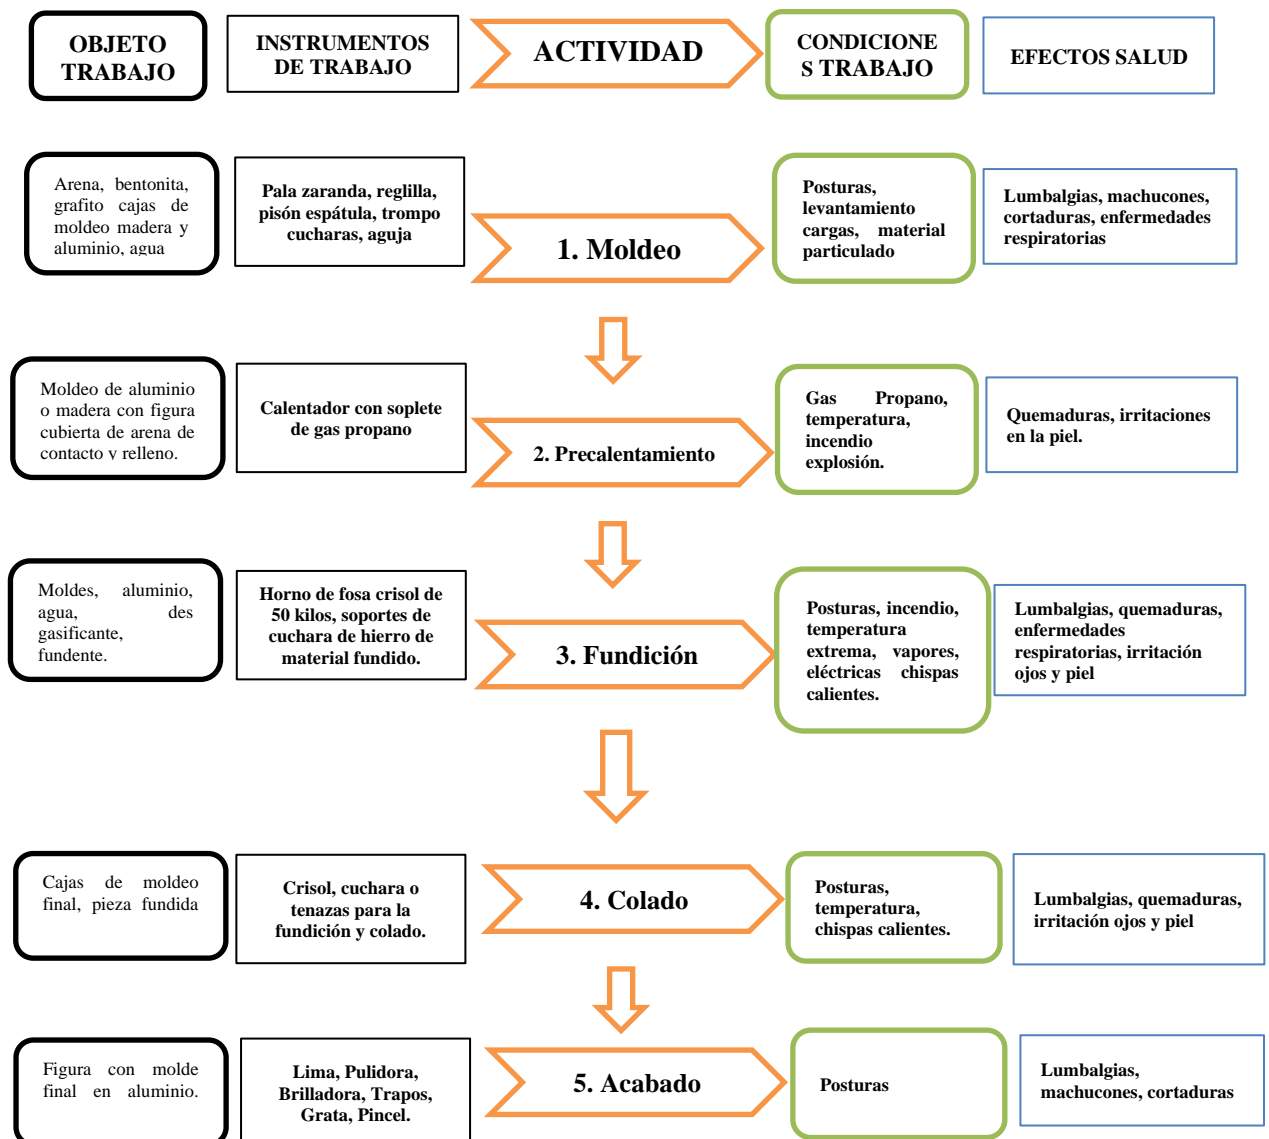 OBJETO
TRABAJO
INSTRUMENTOS
DE TRABAJO
ACTIVIDAD
CONDICIONE
S TRABAJO
EFECTOS SALUD
Arena, bentonita,
grafito cajas de
moldeo madera y
aluminio, agua
Pala zaranda, reglilla,
pisón espátula, trompo
cucharas, aguja
1. Moldeo
Posturas,
levantamiento
cargas, material
particulado
Lumbalgias, machucones,
cortaduras, enfermedades
respiratorias
Moldeo de aluminio
o madera con figura
cubierta de arena de
contacto y relleno.
Calentador con soplete
de gas propano
2. Precalentamiento
Gas Propano,
temperatura,
incendio
explosión.
Quemaduras, irritaciones
en la piel.
Moldes, aluminio,
agua, des
gasificante,
fundente.
Horno de fosa crisol de
50 kilos, soportes de
cuchara de hierro de
material fundido.
3. Fundición
Posturas, incendio,
temperatura
extrema, vapores,
eléctricas chispas
calientes.
Lumbalgias, quemaduras,
enfermedades
respiratorias, irritación
ojos y piel
Cajas de moldeo
final, pieza fundida
Crisol, cuchara o
tenazas para la
fundición y colado.
4. Colado
Posturas,
temperatura,
chispas calientes.
Lumbalgias, quemaduras,
irritación ojos y piel
Figura con molde
final en aluminio.
Lima, Pulidora,
Brilladora, Trapos,
Grata, Pincel.
5. Acabado
Posturas
Lumbalgias,
machucones, cortaduras